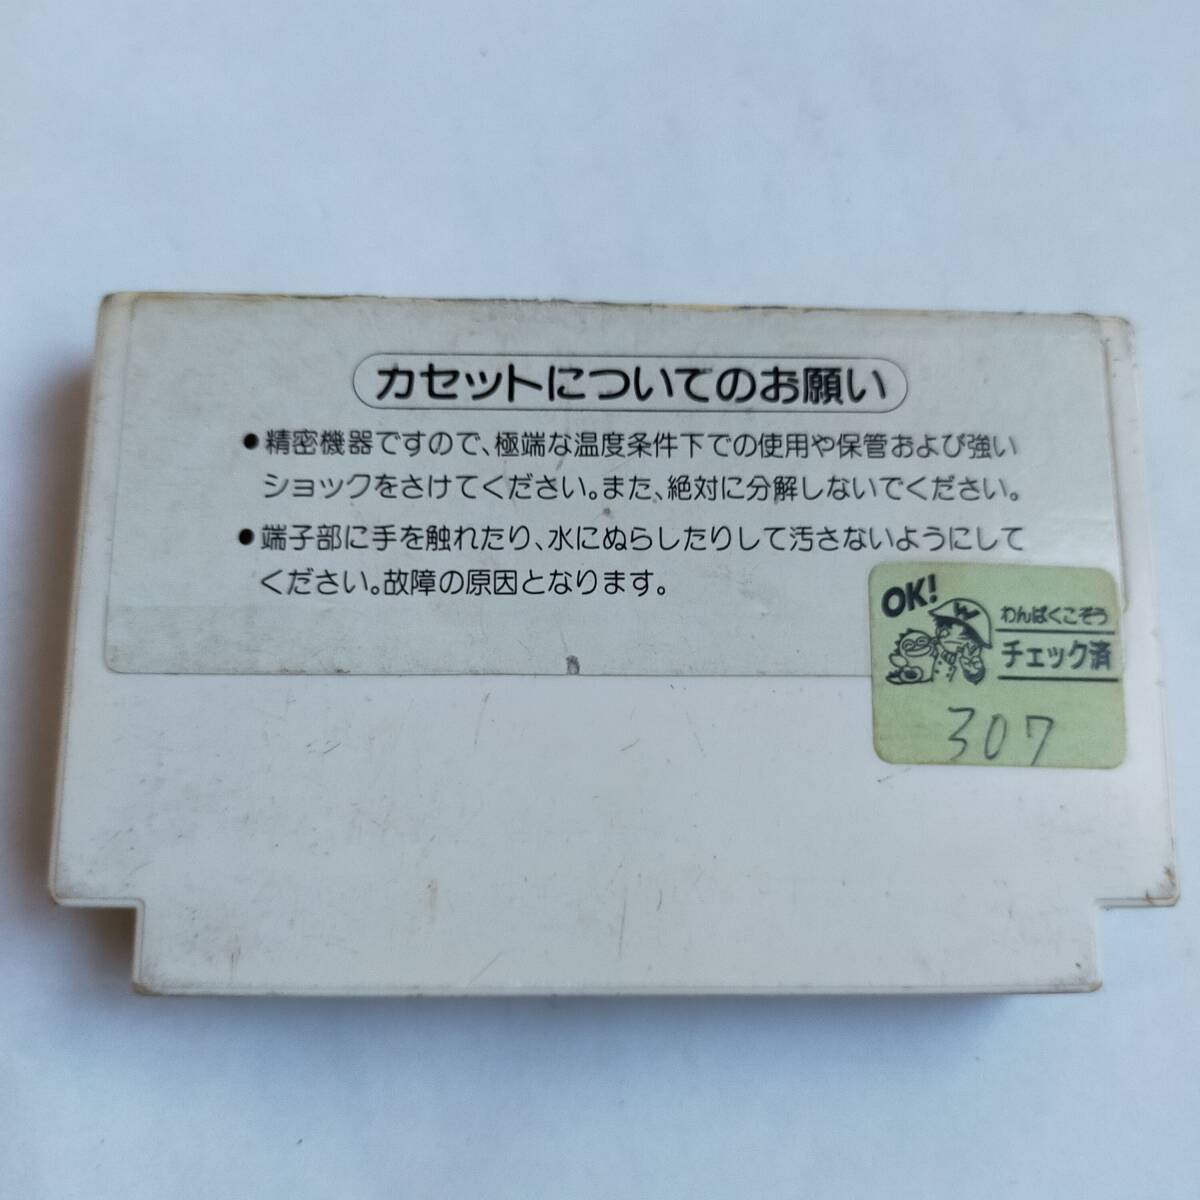 カセットについてのお願い
●精密機器ですので、極端な温度条件下での使用や保管および強い
ショックをさけてください。また、絶対に分解しないでください。
●端子部に手を触れたり、水にぬらしたりして汚さないようにして
ください。故障の原因となります。
OK!
W
わんぱくこぞう
チェック済
307